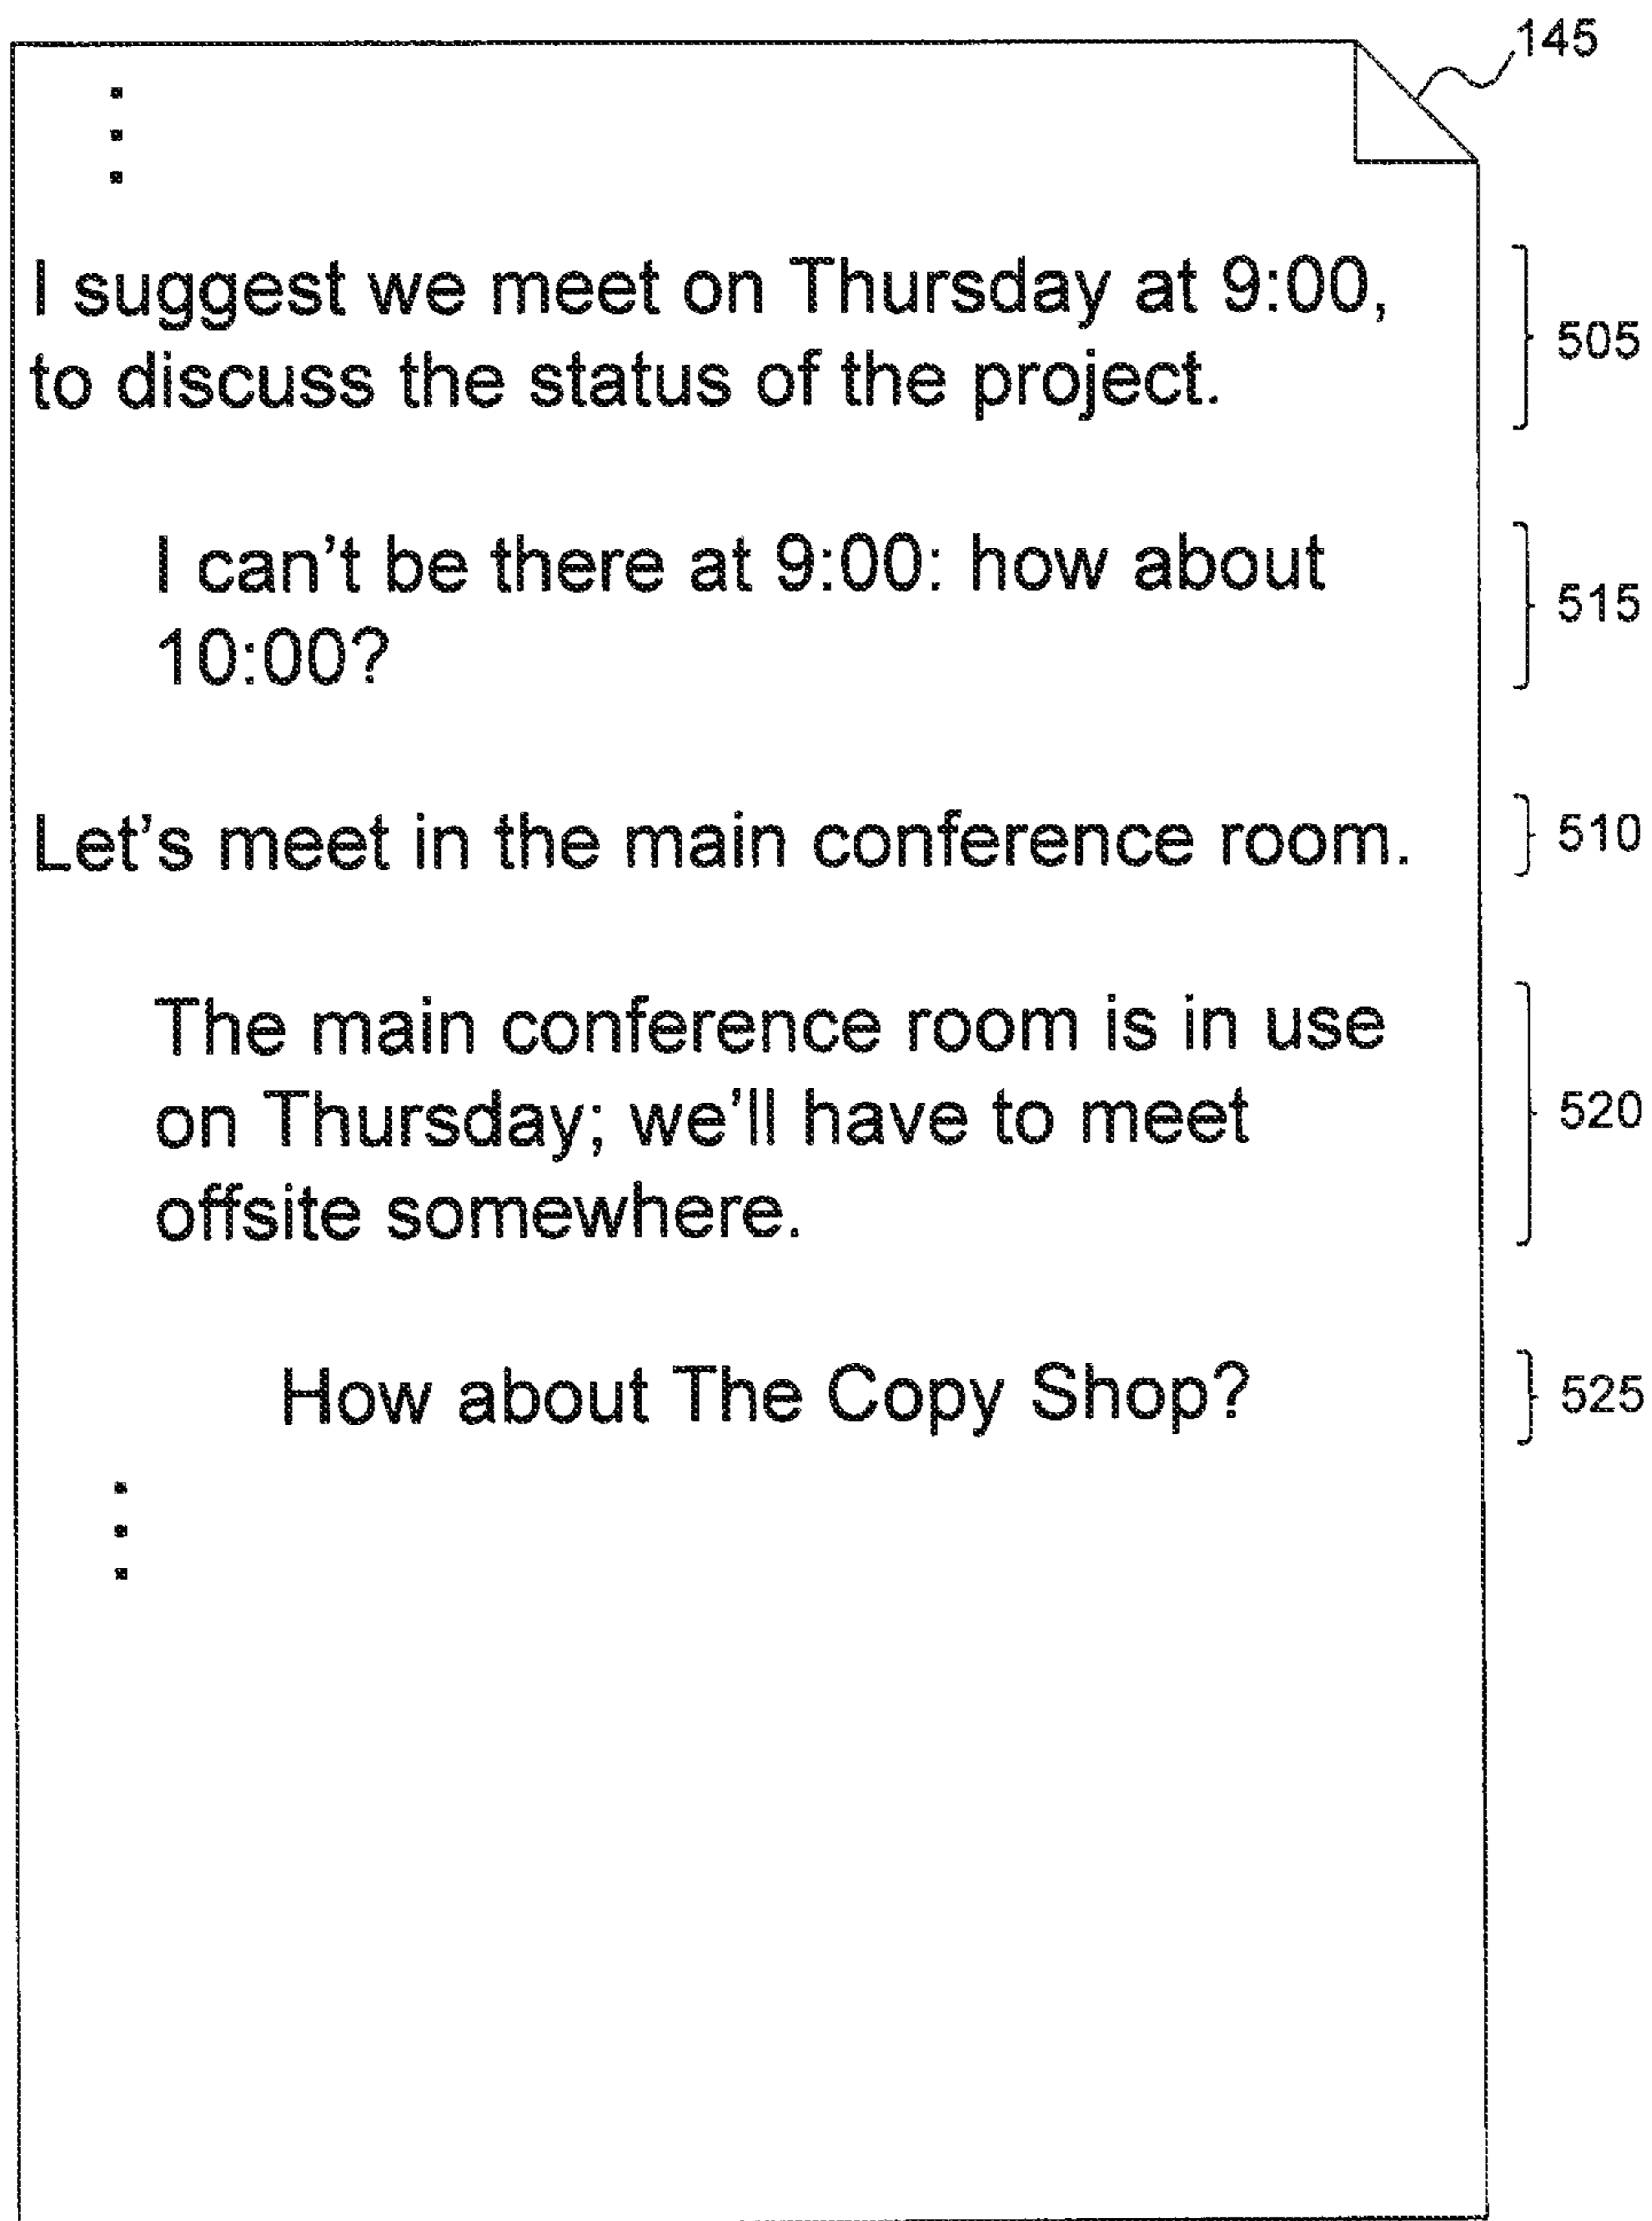 145
I suggest we meet on Thursday at 9:00,
to discuss the status of the project.
505
I can't be there at 9:00: how about
10:00?
515
Let's meet in the main conference room.
510
The main conference room is in use
on Thursday; we'll have to meet
offsite somewhere.
520
How about The Copy Shop?
525